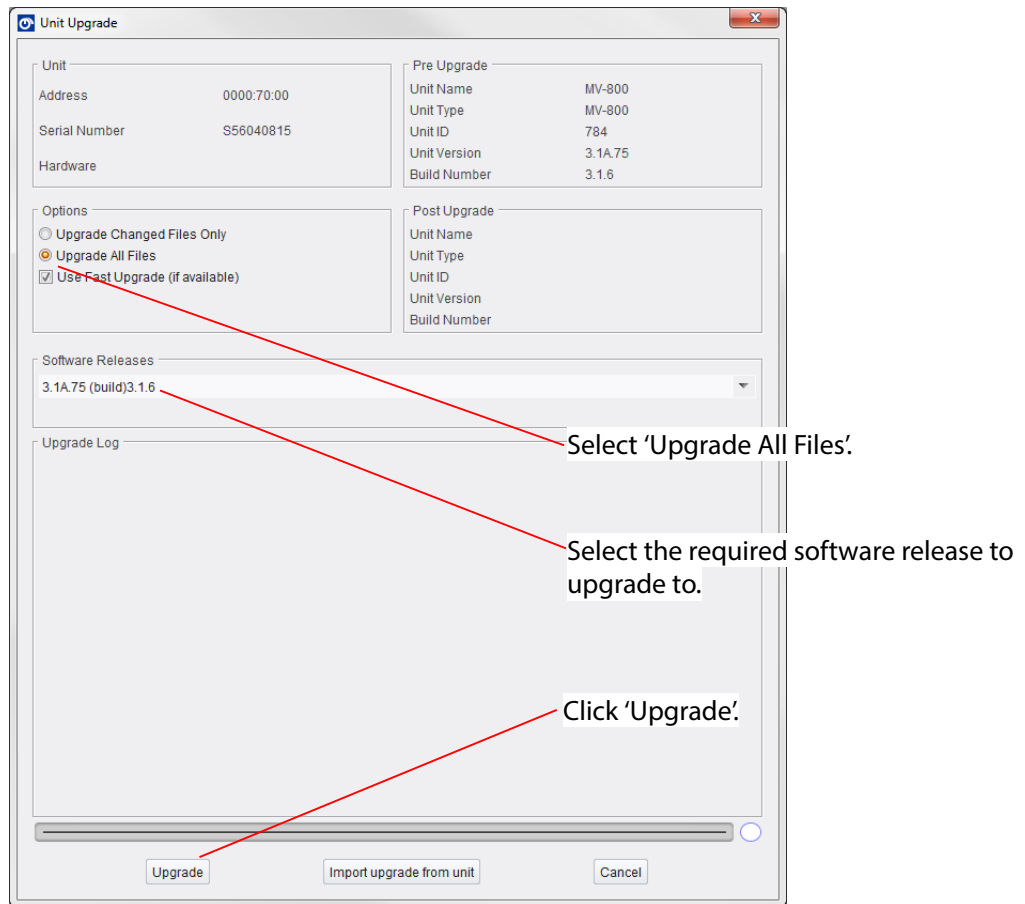 Unit Upgrade
Unit
Address 0000:70:00
Serial Number S56040815
Hardware
Pre Upgrade
Unit Name MV-800
Unit Type MV-800
Unit ID 784
Unit Version 3.1A.75
Build Number 3.1.6
Options
Upgrade Changed Files Only
Upgrade All Files
Use Fast Upgrade (if available)
Post Upgrade
Unit Name
Unit Type
Unit ID
Unit Version
Build Number
Software Releases
3.1A.75 (build)3.1.6
Upgrade Log
Select ‘Upgrade All Files’.
Select the required software release to
upgrade to.
Click ‘Upgrade’.
Upgrade
Import upgrade from unit
Cancel